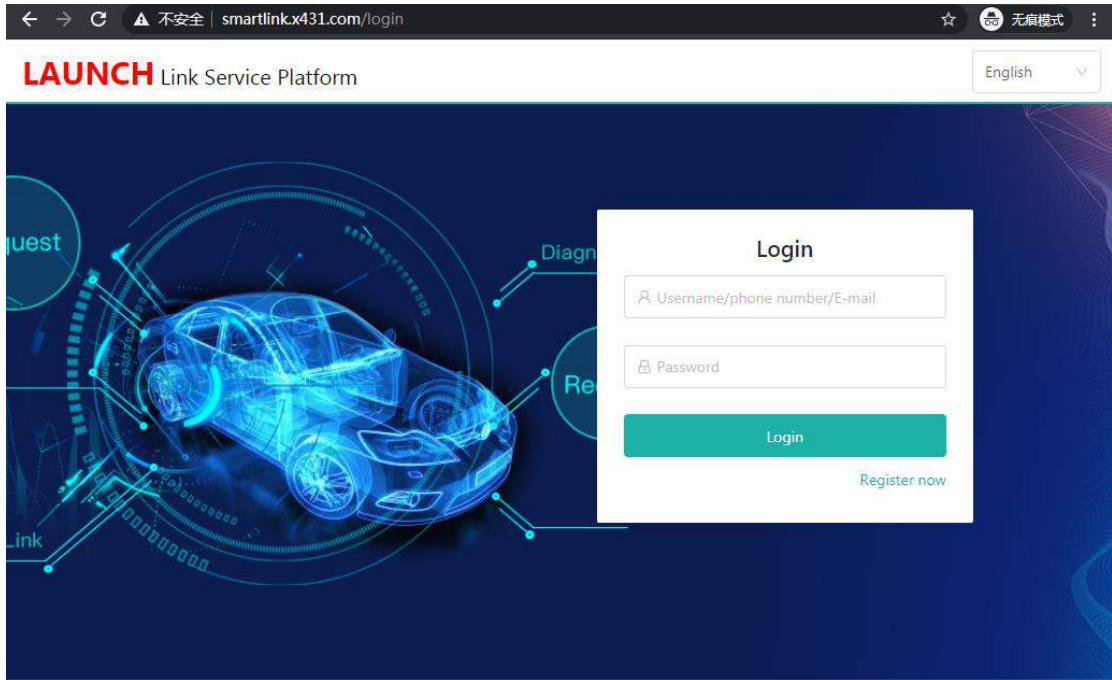 不安全 | smartlink.x431.com/login
无痕模式
LAUNCH Link Service Platform
English
quest
Diagn
Re
Link
Login
Username/phone number/E-mail
Password
Login
Register now